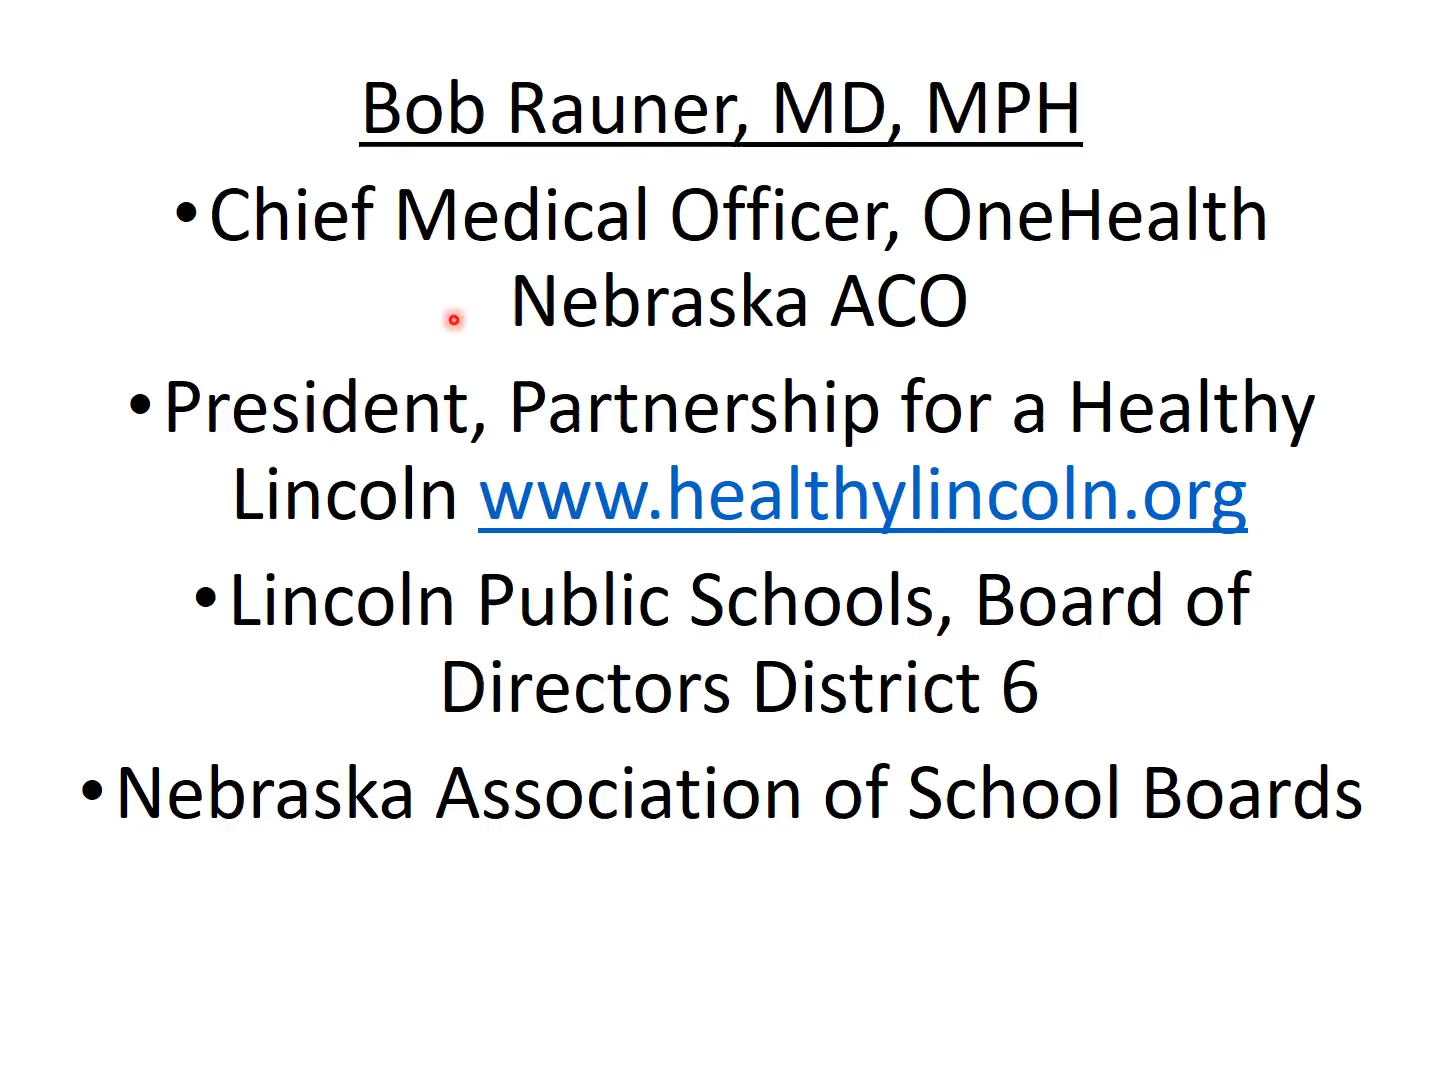 Bob Rauner, MD, MPH
•Chief Medical Officer, OneHealth
Nebraska ACO
•President, Partnership for a Healthy
Lincoln www.healthylincoln.org
•Lincoln Public Schools, Board of
Directors District 6
•Nebraska Association of School Boards